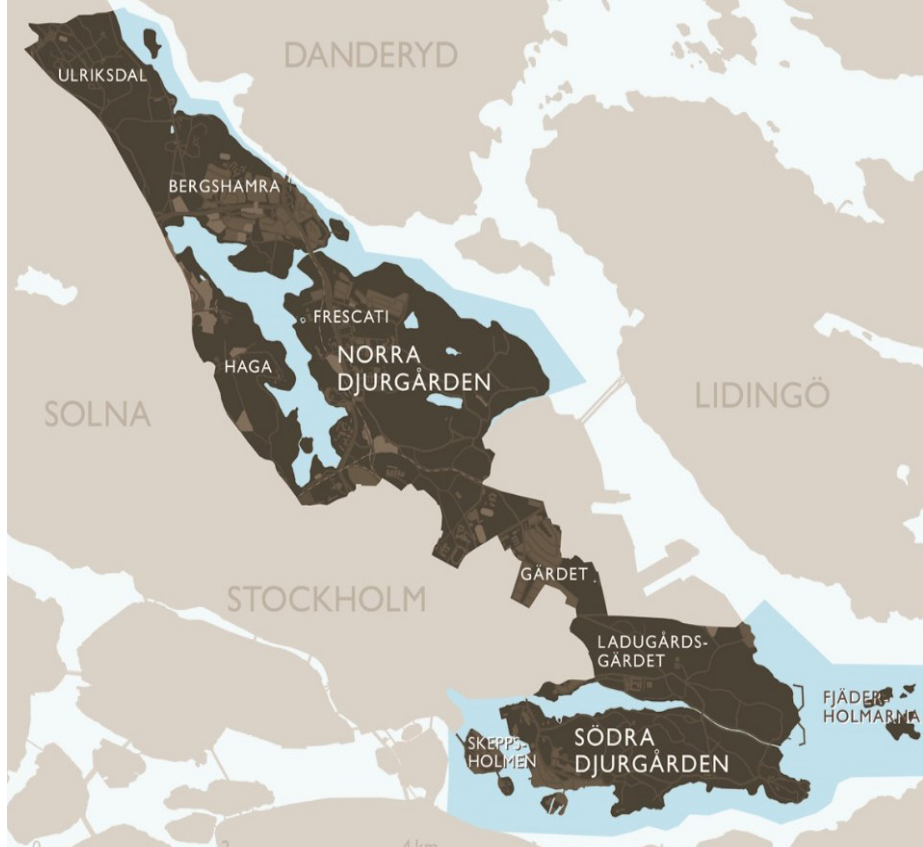 DANDERYD
ULRIKSDAL
BERGSHAMRA
FRESCATI
NORRA
DJURGÅRDEN
HAGA
LIDINGÖ
SOLNA
GÄRDET
STOCKHOLM
LADUGÅRDS-
GÄRDET
FJÄDER-
HOLMARNA
SKEPPS-
HOLMEN
SÖDRA
DJURGÅRDEN